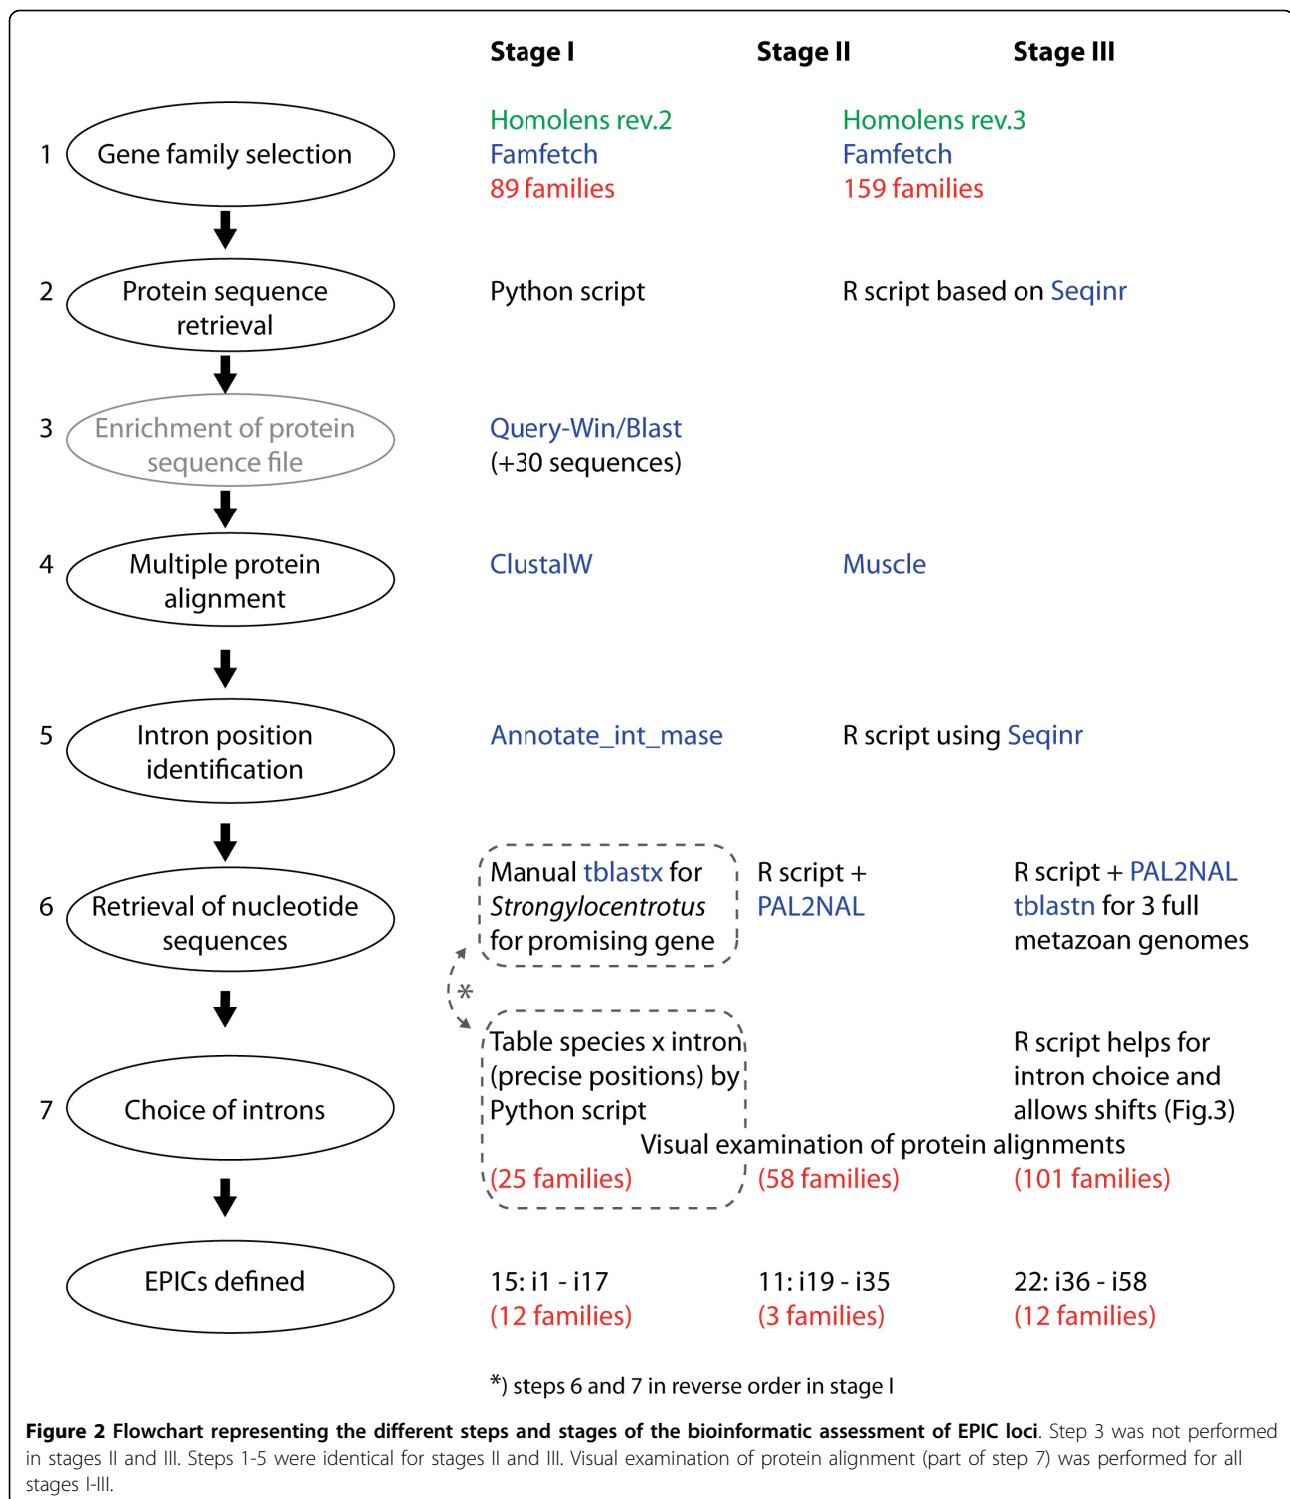 Stage I Stage II Stage III
1 Gene family selection
Homolens rev.2
Famfetch
89 families
Homolens rev.3
Famfetch
159 families
2 Protein sequence
retrieval
Python script
R script based on Seqinr
3 Enrichment of protein
sequence file
Query-Win/Blast
(+30 sequences)
4 Multiple protein
alignment
ClustalW
Muscle
5 Intron position
identification
Annotate_int_mase
R script using Seqinr
6 Retrieval of nucleotide
sequences
Manual tblastx for
Strongylocentrotus
for promising gene
R script +
PAL2NAL
R script + PAL2NAL
tblastn for 3 full
metazoan genomes
*
7 Choice of introns
Table species x intron
(precise positions) by
Python script
R script helps for
intron choice and
allows shifts (Fig.3)
Visual examination of protein alignments
(25 families) (58 families) (101 families)
EPICs defined
15: i1 - i17
(12 families)
11: i19 - i35
(3 families)
22: i36 - i58
(12 families)
*) steps 6 and 7 in reverse order in stage I
Figure 2 Flowchart representing the different steps and stages of the bioinformatic assessment of EPIC loci. Step 3 was not performed
in stages II and III. Steps 1-5 were identical for stages II and III. Visual examination of protein alignment (part of step 7) was performed for all
stages I-III.